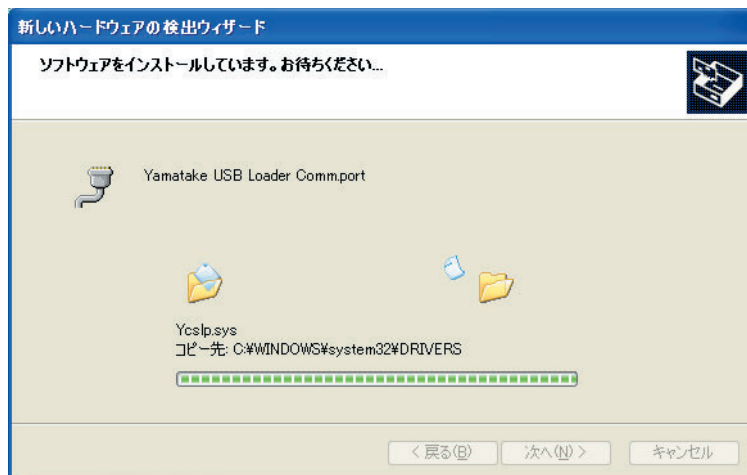 新しいハードウェアの検出ウィザード
ソフトウェアをインストールしています。お待ちください...
Yamatake USB Loader Comm.port
Ycslp.sys
コピー先: C:¥WINDOWS¥system32¥DRIVERS
< 戻る(B) 次へ(N) > キャンセル